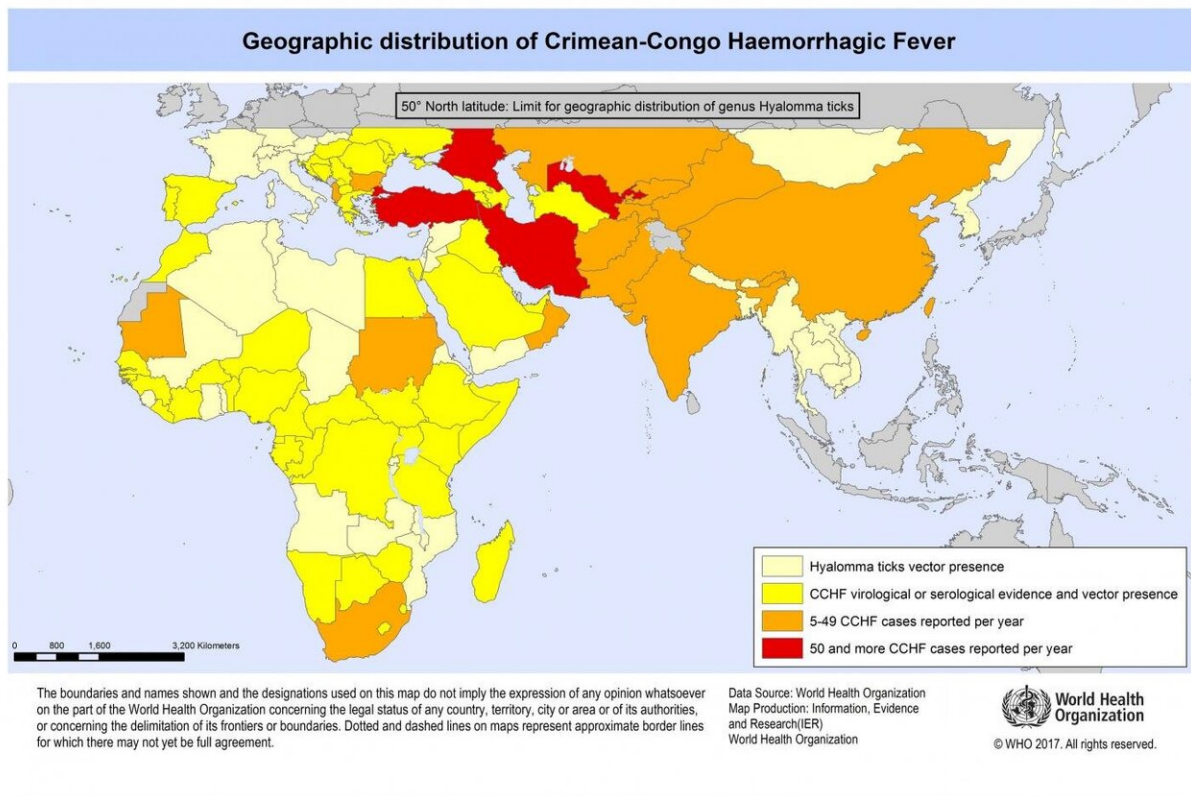 Geographic distribution of Crimean-Congo Haemorrhagic Fever
50° North latitude: Limit for geographic distribution of genus Hyalomma ticks
Hyalomma ticks vector presence
CCHF virological or serological evidence and vector presence
5-49 CCHF cases reported per year
50 and more CCHF cases reported per year
0 800 1,600 3,200 Kilometers
The boundaries and names shown and the designations used on this map do not imply the expression of any opinion whatsoever
on the part of the World Health Organization concerning the legal status of any country, territory, city or area or of its authorities,
or concerning the delimitation of its frontiers or boundaries. Dotted and dashed lines on maps represent approximate border lines
for which there may not yet be full agreement.
Data Source: World Health Organization
Map Production: Information, Evidence
and Research(IER)
World Health Organization
World Health
Organization
© WHO 2017. All rights reserved.